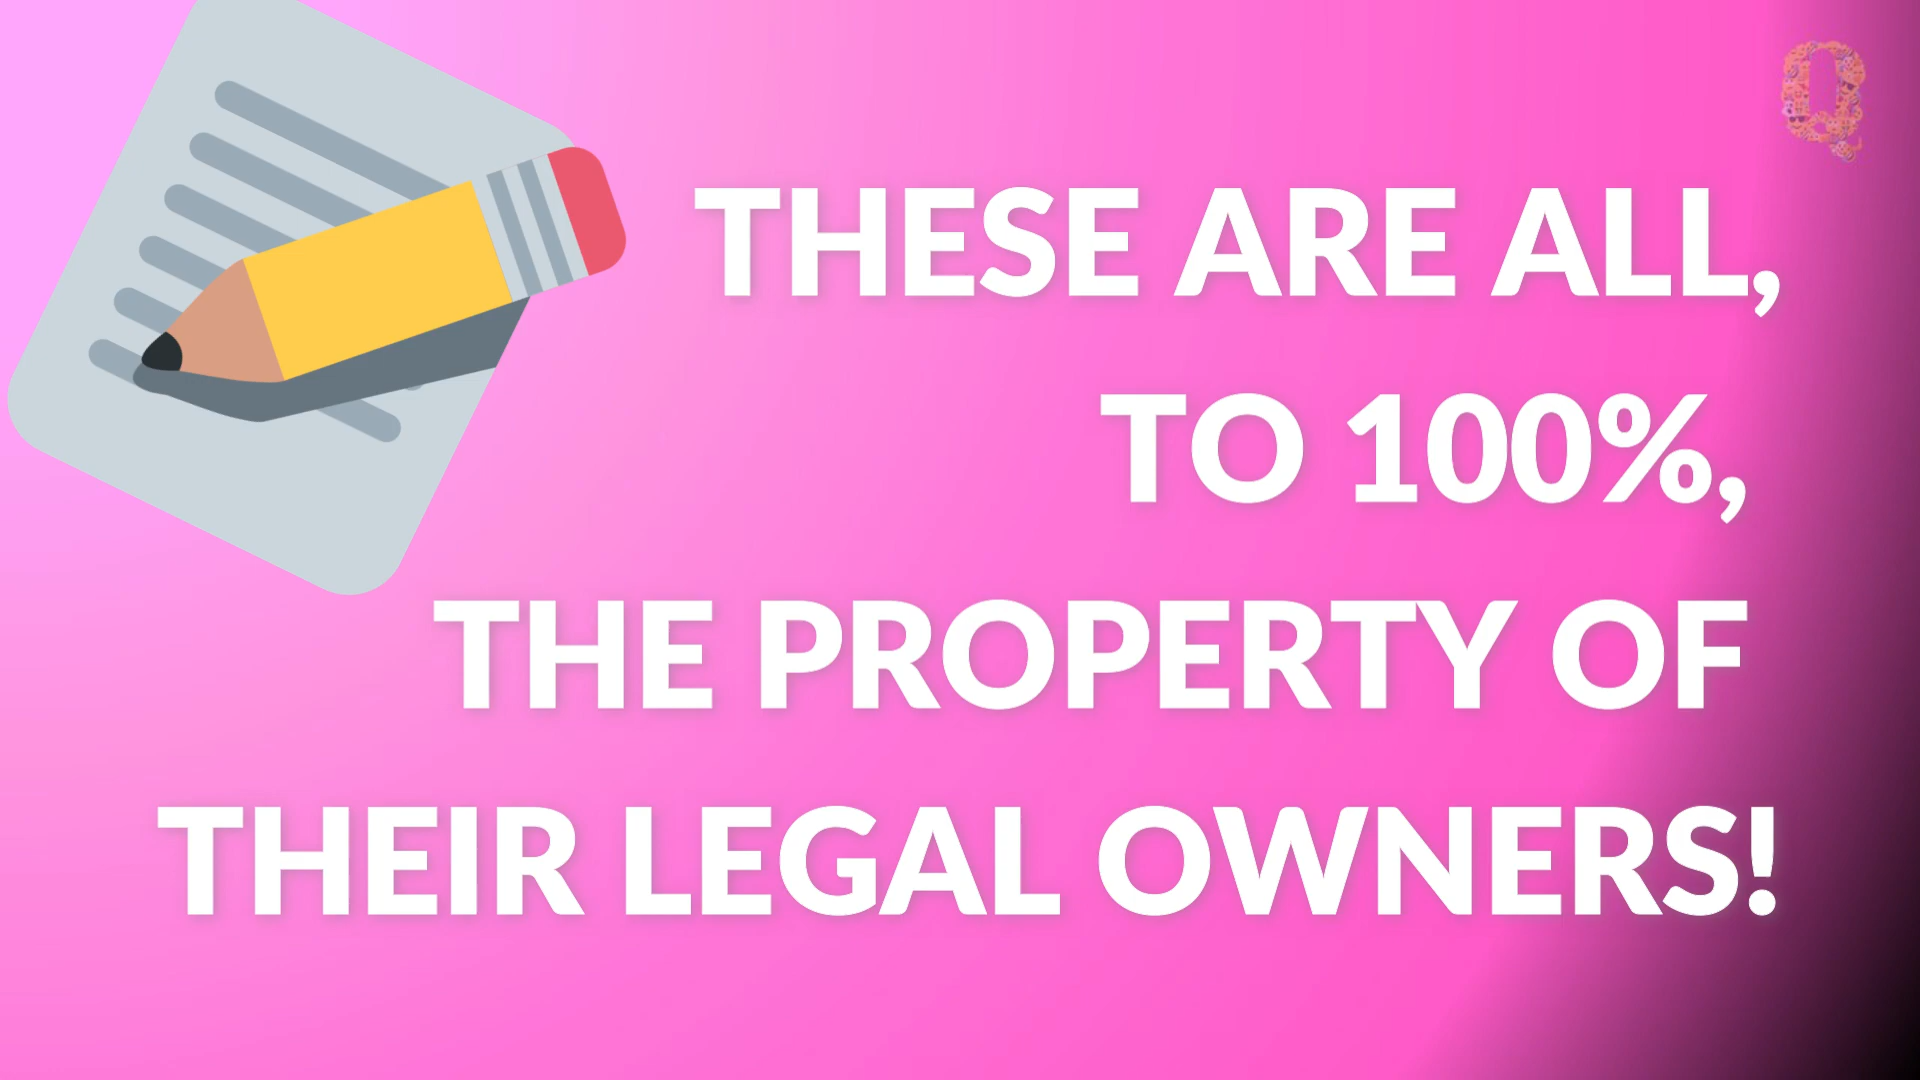 Q
THESE ARE ALL,
TO 100%,
THE PROPERTY OF
THEIR LEGAL OWNERS!